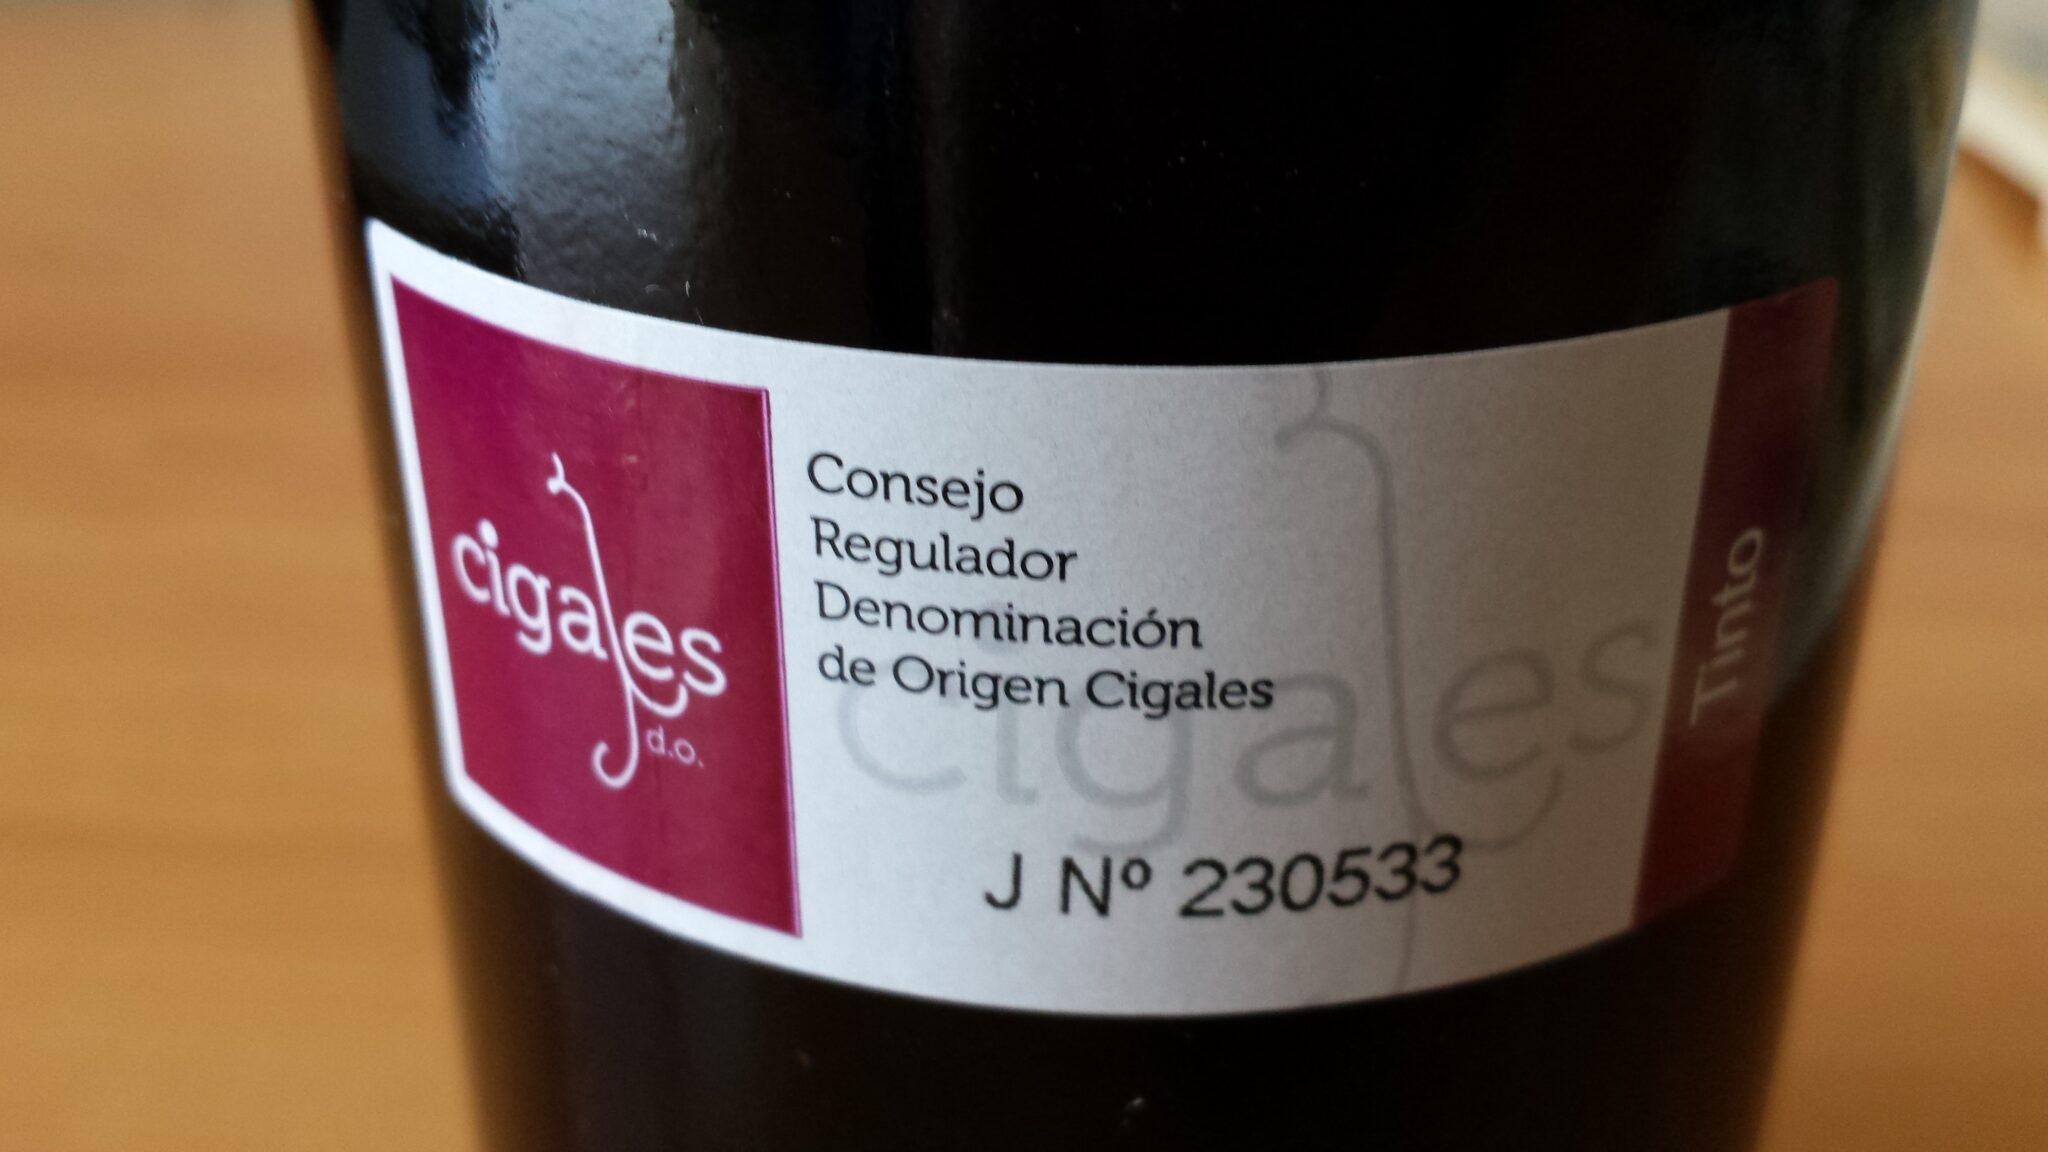 cigales
d.o.
Consejo
Regulador
Denominación
de Origen Cigales
cigales
J Nº 230533
Tinto